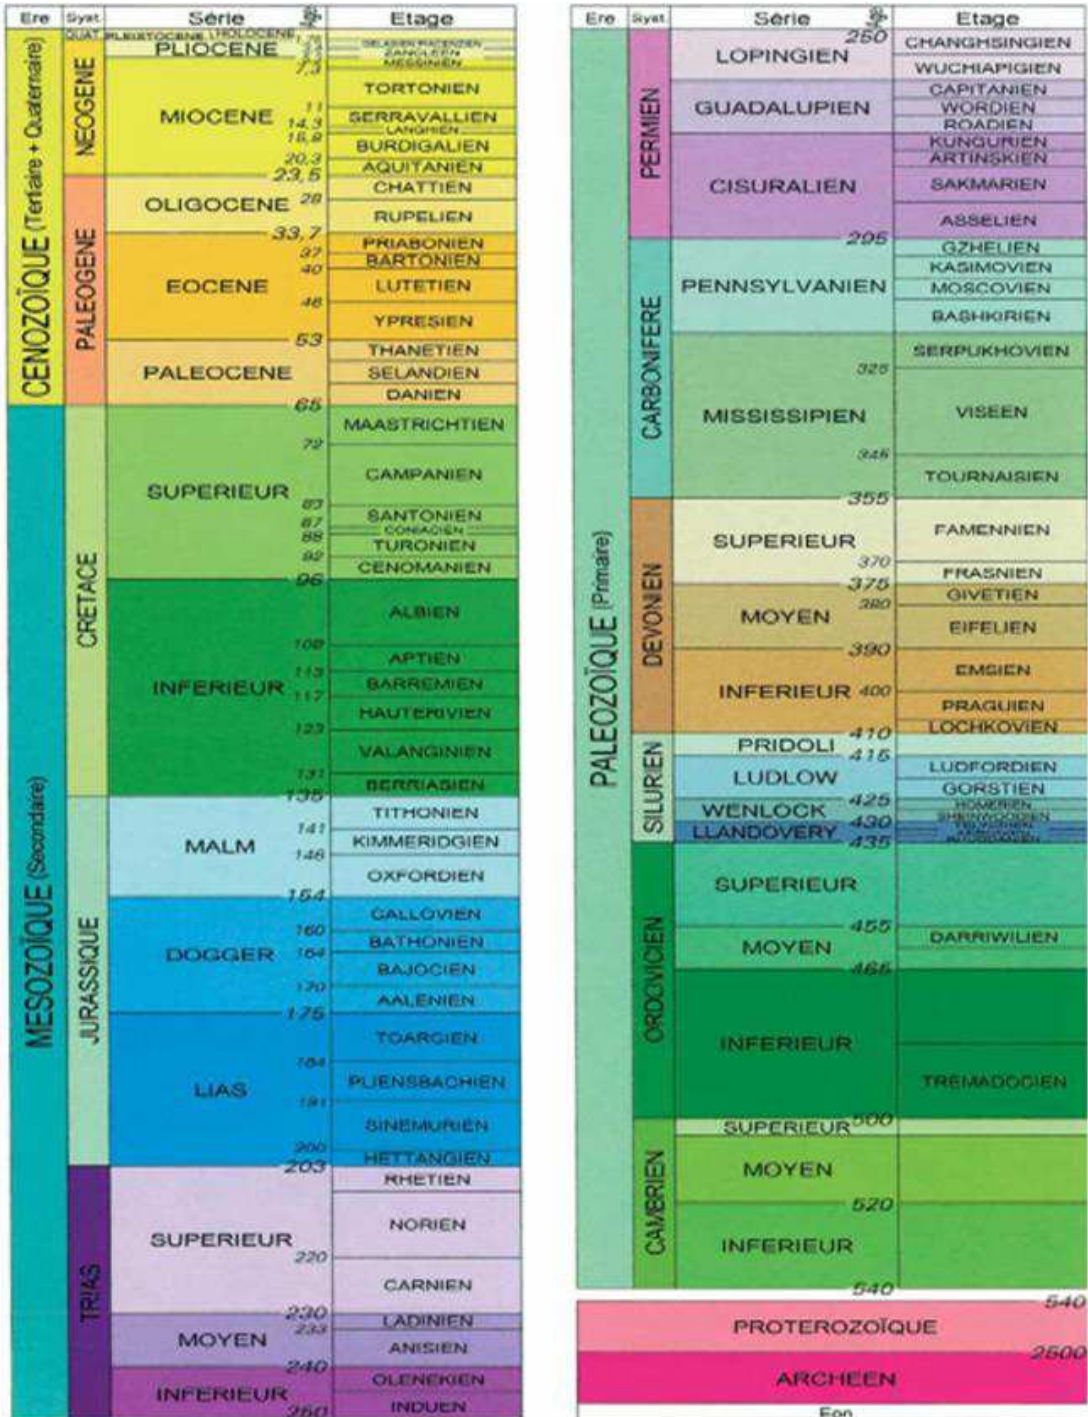 Ere Syst. Série Etage
CENOZOÏQUE (Tertiaire + Quaternaire)
QUAT. PLEISTOCENE HOLOCENE
NEOGENE
PLIOCENE
MESSINIEN
7,3
MIOCENE
TORTONIEN
11
SERRAVALLIEN
14,3
LANGHIEN
BURDIGALIEN
20,3
AQUITANIEN
23,5
PALEOGENE
OLIGOCENE
CHATTIEN
28
RUPELIEN
33,7
EOCENE
PRIABONIEN
37
BARTONIEN
40
LUTETIEN
46
YPRESIEN
53
PALEOCENE
THANETIEN
SELANDIEN
DANIEN
65
MESOZOÏQUE (Secondaire)
CRETACE
SUPERIEUR
MAASTRICHTIEN
72
CAMPANIEN
83
SANTONIEN
87
CONIACIEN
88
TURONIEN
92
CENOMANIEN
96
INFERIEUR
ALBIEN
108
APTIEN
113
BARREMIEN
117
HAUTERIVIEN
123
VALANGINIEN
131
BERRIASIEN
135
JURASSIQUE
MALM
TITHONIEN
141
KIMMERIDGIEN
146
OXFORDIEN
154
DOGGER
CALLOVIEN
160
BATHONIEN
164
BAJOCIEN
170
AALENIEN
175
LIAS
TOARCIEN
184
PLIENSBACHIEN
191
SINEMURIEN
200
HETTANGIEN
203
TRIAS
SUPERIEUR
RHETIEN
NORIEN
220
CARNIEN
230
MOYEN
LADINIEN
233
ANISIEN
240
INFERIEUR
OLENEKIEN
INDUEN
250
Ere Syst. Série Etage
250
PALEOZOÏQUE (Primaire)
PERMIEN
LOPINGIEN
CHANGHSINGIEN
WUCHIAPIGIEN
GUADALUPIEN
CAPITANIEN
WORDIEN
ROADIEN
CISURALIEN
KUNGURIEN
ARTINSKIEN
SAKMARIEN
ASSELIEN
295
CARBONIFERE
PENNSYLVANIEN
GZHELIEN
KASIMOVIEN
MOSCOVIEN
BASHKIRIEN
MISSISSIPIEN
SERPUKHOVIEN
325
VISEEN
345
TOURNAISIEN
355
DEVONIEN
SUPERIEUR
FAMENNIEN
370
FRASNIEN
375
MOYEN
GIVETIEN
380
EIFELIEN
390
INFERIEUR
EMSIEN
400
PRAGUIEN
LOCHKOVIEN
410
SILURIEN
PRIDOLI
415
LUDLOW
LUDFORDIEN
GORSTIEN
425
WENLOCK
HOMERIEN
SHEINWOODIEN
430
LLANDOVERY
435
ORDOVICIEN
SUPERIEUR
455
MOYEN
DARRIWILIEN
465
INFERIEUR
TREMADOCIEN
500
CAMBRIEN
SUPERIEUR
MOYEN
520
INFERIEUR
540
540
PROTEROZOÏQUE
2500
ARCHEEN
Eon